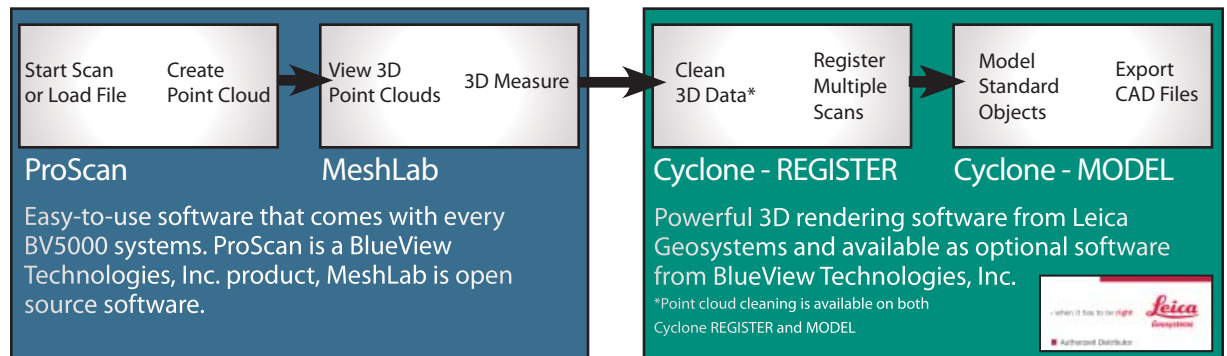 Start Scan
or Load File
Create
Point Cloud
View 3D
Point Clouds
3D Measure
Clean
3D Data*
Register
Multiple
Scans
Model
Standard
Objects
Export
CAD Files
ProScan
MeshLab
Cyclone - REGISTER
Cyclone - MODEL
Easy-to-use software that comes with every
BV5000 systems. ProScan is a BlueView
Technologies, Inc. product, MeshLab is open
source software.
Powerful 3D rendering software from Leica
Geosystems and available as optional software
from BlueView Technologies, Inc.
*Point cloud cleaning is available on both
Cyclone REGISTER and MODEL
- when it has to be right
Leica
Geosystems
Authorized Distributor